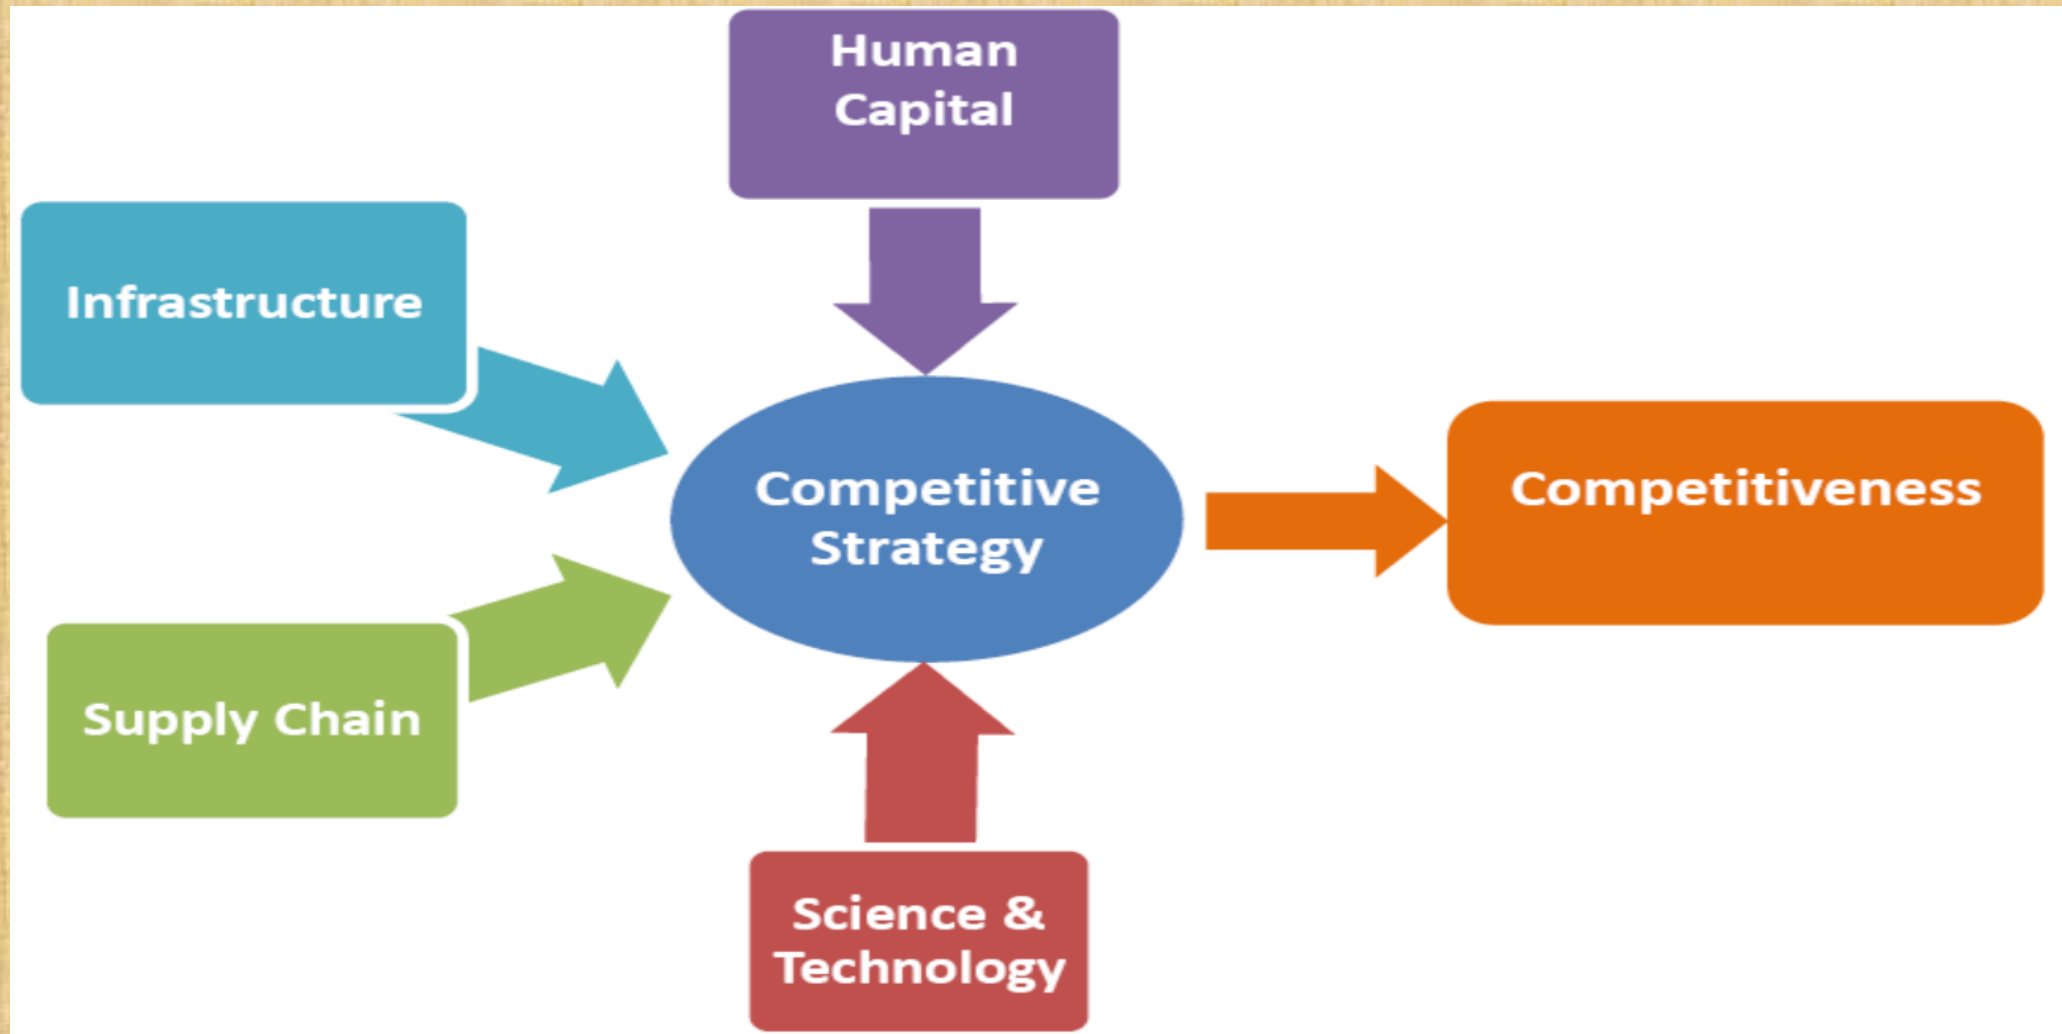 Human
Capital
Infrastructure
Competitive
Strategy
Competitiveness
Supply Chain
Science &
Technology